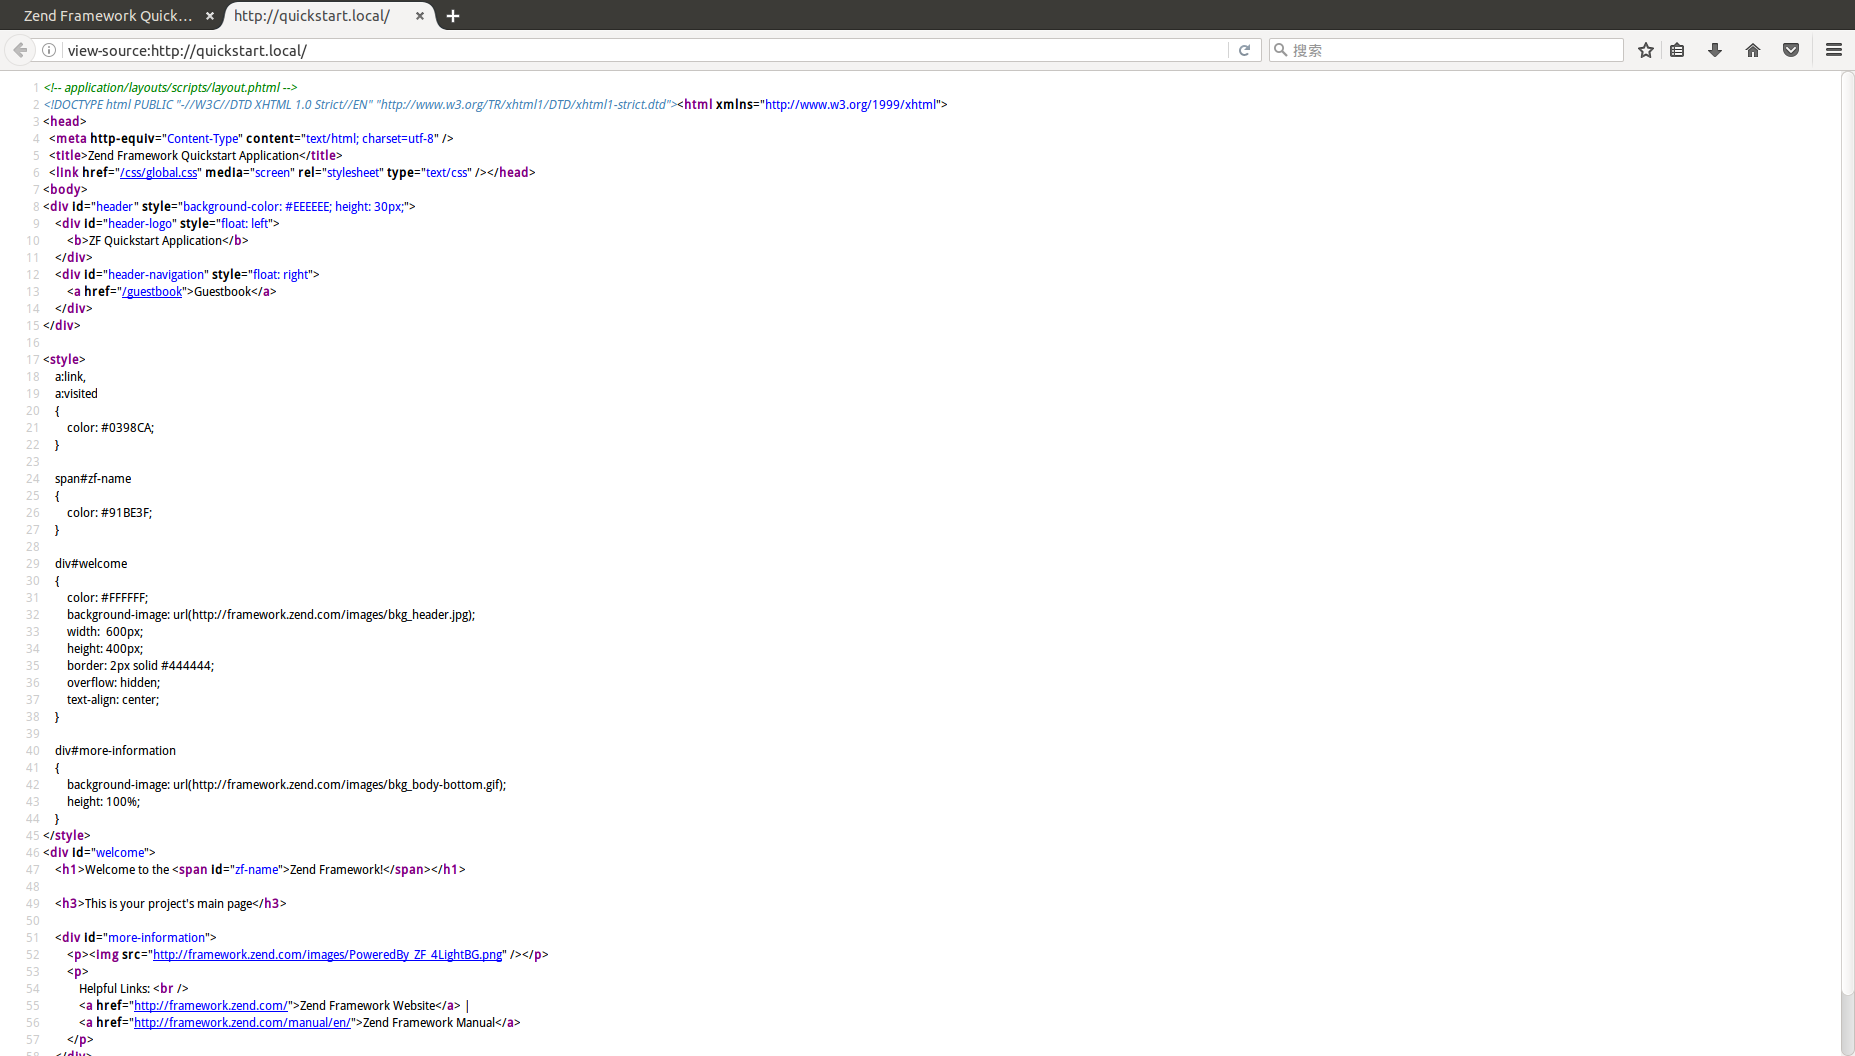 Zend Framework Quick...
http://quickstart.local/
view-source:http://quickstart.local/
搜索
1 <!-- application/layouts/scripts/layout.phtml -->
2 <!DOCTYPE html PUBLIC "-//W3C//DTD XHTML 1.0 Strict//EN" "http://www.w3.org/TR/xhtml1/DTD/xhtml1-strict.dtd"><html xmlns="http://www.w3.org/1999/xhtml">
3 <head>
4 <meta http-equiv="Content-Type" content="text/html; charset=utf-8" />
5 <title>Zend Framework Quickstart Application</title>
6 <link href="/css/global.css" media="screen" rel="stylesheet" type="text/css" /></head>
7 <body>
8 <div id="header" style="background-color: #EEEEEE; height: 30px;">
9 <div id="header-logo" style="float: left">
10 <b>ZF Quickstart Application</b>
11 </div>
12 <div id="header-navigation" style="float: right">
13 <a href="/guestbook">Guestbook</a>
14 </div>
15 </div>
16
17 <style>
18 a:link,
19 a:visited
20 {
21 color: #0398CA;
22 }
23
24 span#zf-name
25 {
26 color: #91BE3F;
27 }
28
29 div#welcome
30 {
31 color: #FFFFFF;
32 background-image: url(http://framework.zend.com/images/bkg_header.jpg);
33 width:  600px;
34 height: 400px;
35 border: 2px solid #444444;
36 overflow: hidden;
37 text-align: center;
38 }
39
40 div#more-information
41 {
42 background-image: url(http://framework.zend.com/images/bkg_body-bottom.gif);
43 height: 100%;
44 }
45 </style>
46 <div id="welcome">
47 <h1>Welcome to the <span id="zf-name">Zend Framework!</span></h1>
48
49 <h3>This is your project's main page</h3>
50
51 <div id="more-information">
52 <p><img src="http://framework.zend.com/images/PoweredBy_ZF_4LightBG.png" /></p>
53 <p>
54 Helpful Links: <br />
55 <a href="http://framework.zend.com/">Zend Framework Website</a> |
56 <a href="http://framework.zend.com/manual/en/">Zend Framework Manual</a>
57 </p>
58 </div>